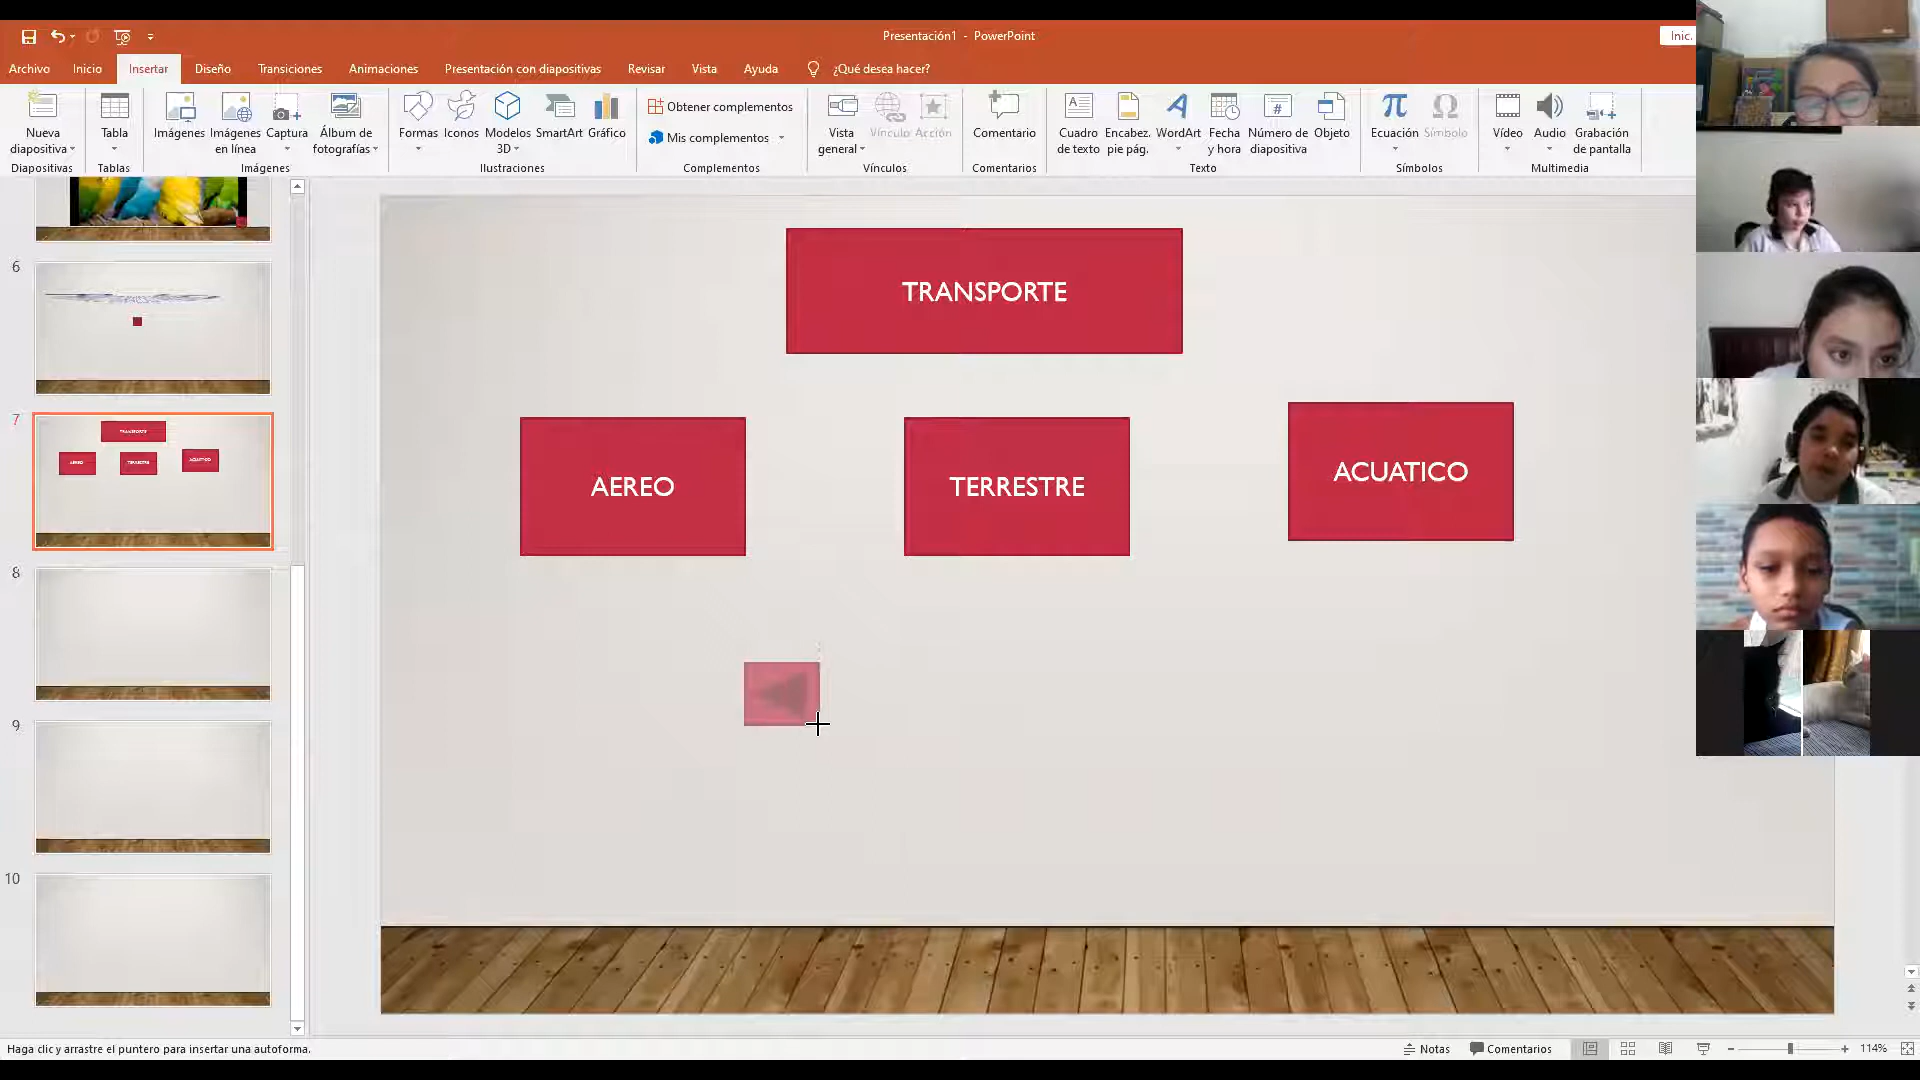 Presentación1 - PowerPoint
Inic.
Archivo Inicio Insertar Diseño Transiciones Animaciones Presentación con diapositivas Revisar Vista Ayuda ¿Qué desea hacer?
Nueva diapositiva
Tabla
Imágenes
Imágenes en línea
Captura
Álbum de fotografías
Formas
Iconos
Modelos 3D
SmartArt
Gráfico
Obtener complementos
Mis complementos
Vista general
Vínculo
Acción
Comentario
Cuadro de texto
Encabez. pie pág.
WordArt
Fecha y hora
Número de diapositiva
Objeto
Ecuación
Símbolo
Vídeo
Audio
Grabación de pantalla
Diapositivas Tablas Imágenes Ilustraciones Complementos Vínculos Comentarios Texto Símbolos Multimedia
6
7
TRANSPORTE
AEREO TERRESTRE ACUATICO
8
9
10
TRANSPORTE
AEREO
TERRESTRE
ACUATICO
Haga clic y arrastre el puntero para insertar una autoforma.
Notas Comentarios 114%